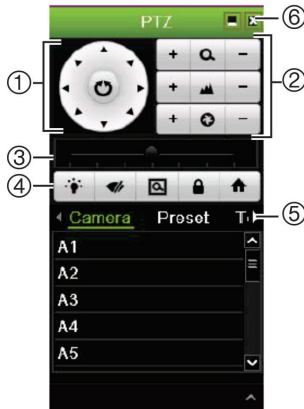 PTZ ⑥
①
+ −
+ − ②
+ −
③
④
Camera Preset T ⑤
A1
A2
A3
A4
A5